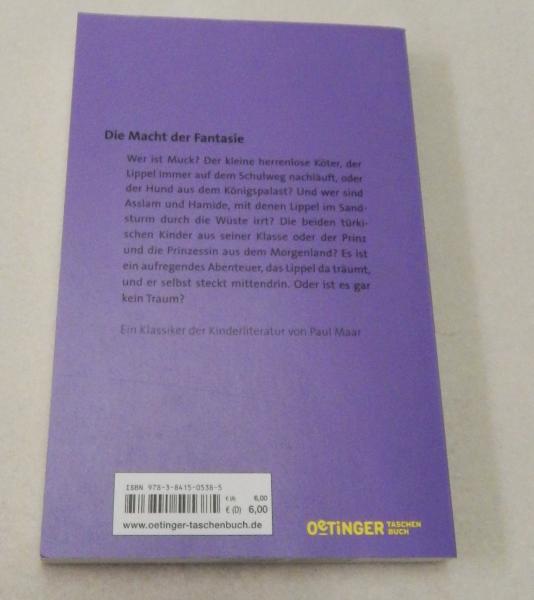 Die Macht der Fantasie
Wer ist Muck? Der kleine herrenlose Köter, der
Lippel immer auf dem Schulweg nachläuft, oder
der Hund aus dem Königspalast? Und wer sind
Asslam und Hamide, mit denen Lippel im Sand-
sturm durch die Wüste irrt? Die beiden türki-
schen Kinder aus seiner Klasse oder der Prinz
und die Prinzessin aus dem Morgenland? Es ist
ein aufregendes Abenteuer, das Lippel da träumt,
und er selbst steckt mittendrin. Oder ist es gar
kein Traum?
Ein Klassiker der Kinderliteratur von Paul Maar
ISBN 978-3-8415-0538-5
€ (A) 6,00
€ (D) 6,00
www.oetinger-taschenbuch.de
OeTINGER TASCHEN
BUCH